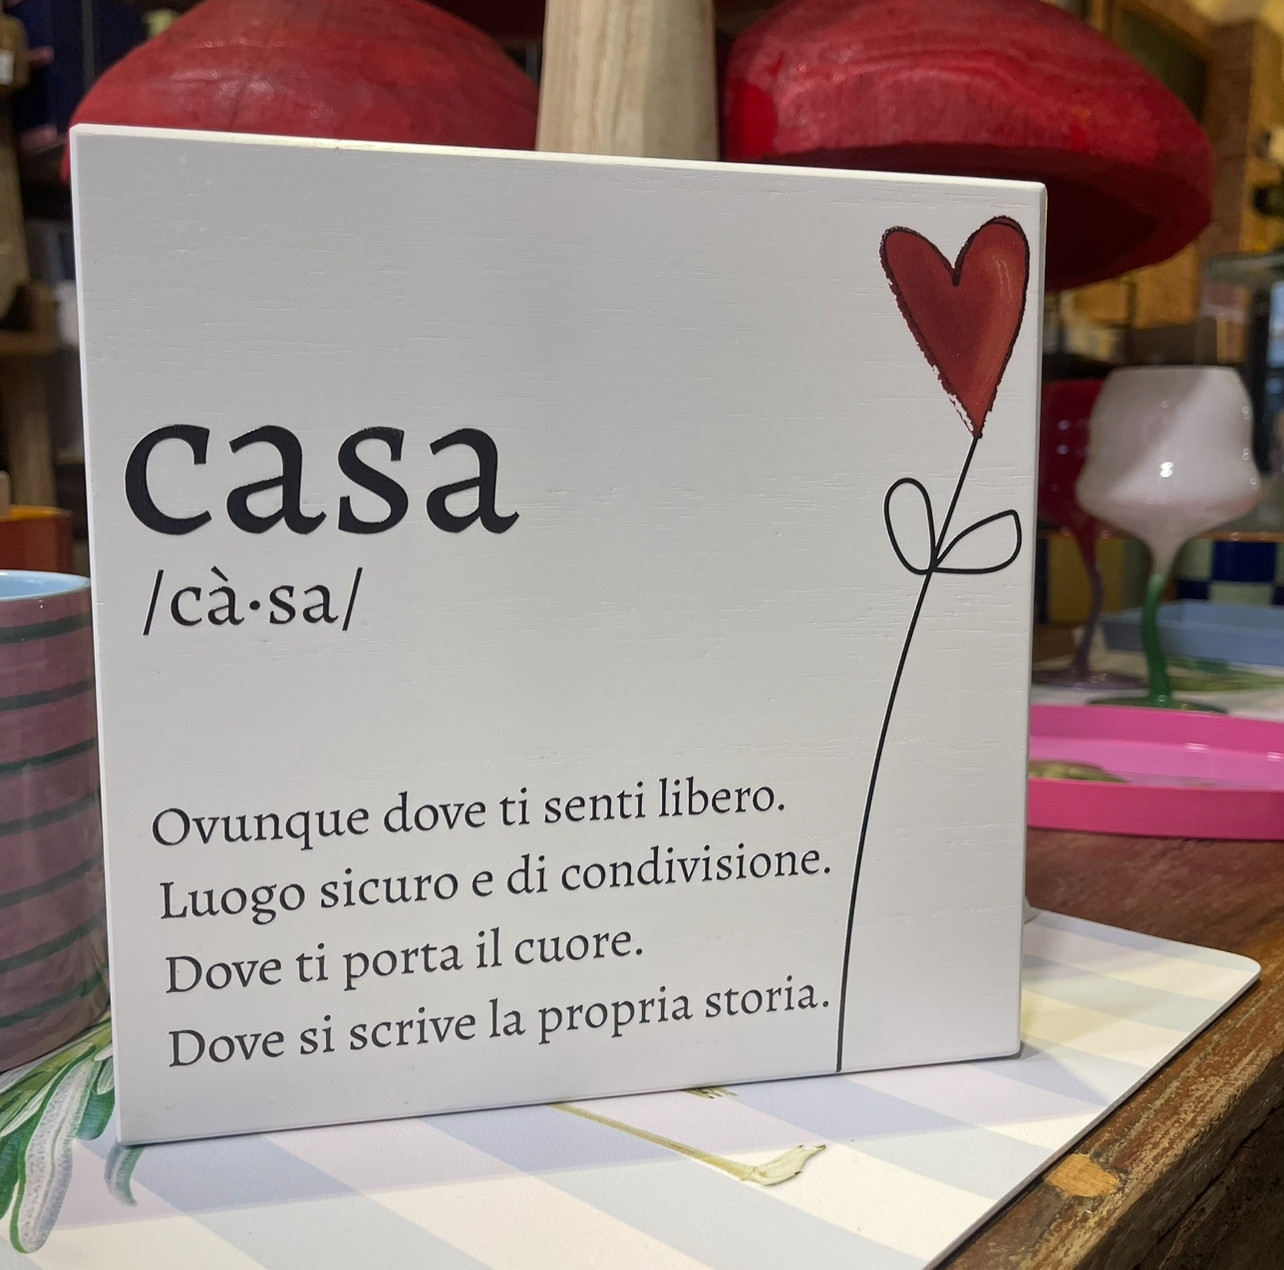 casa
/cà·sa/
Ovunque dove ti senti libero.
Luogo sicuro e di condivisione.
Dove ti porta il cuore.
Dove si scrive la propria storia.